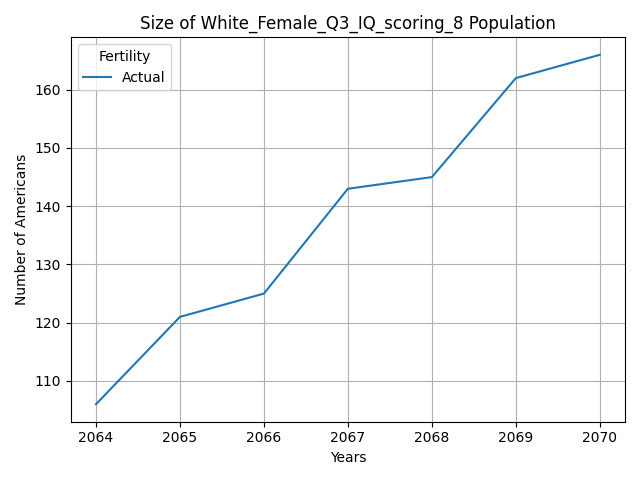 Size of White_Female_Q3_IQ_scoring_8 Population
Fertility
Actual
Number of Americans
160
150
140
130
120
110
2064 2065 2066 2067 2068 2069 2070
Years